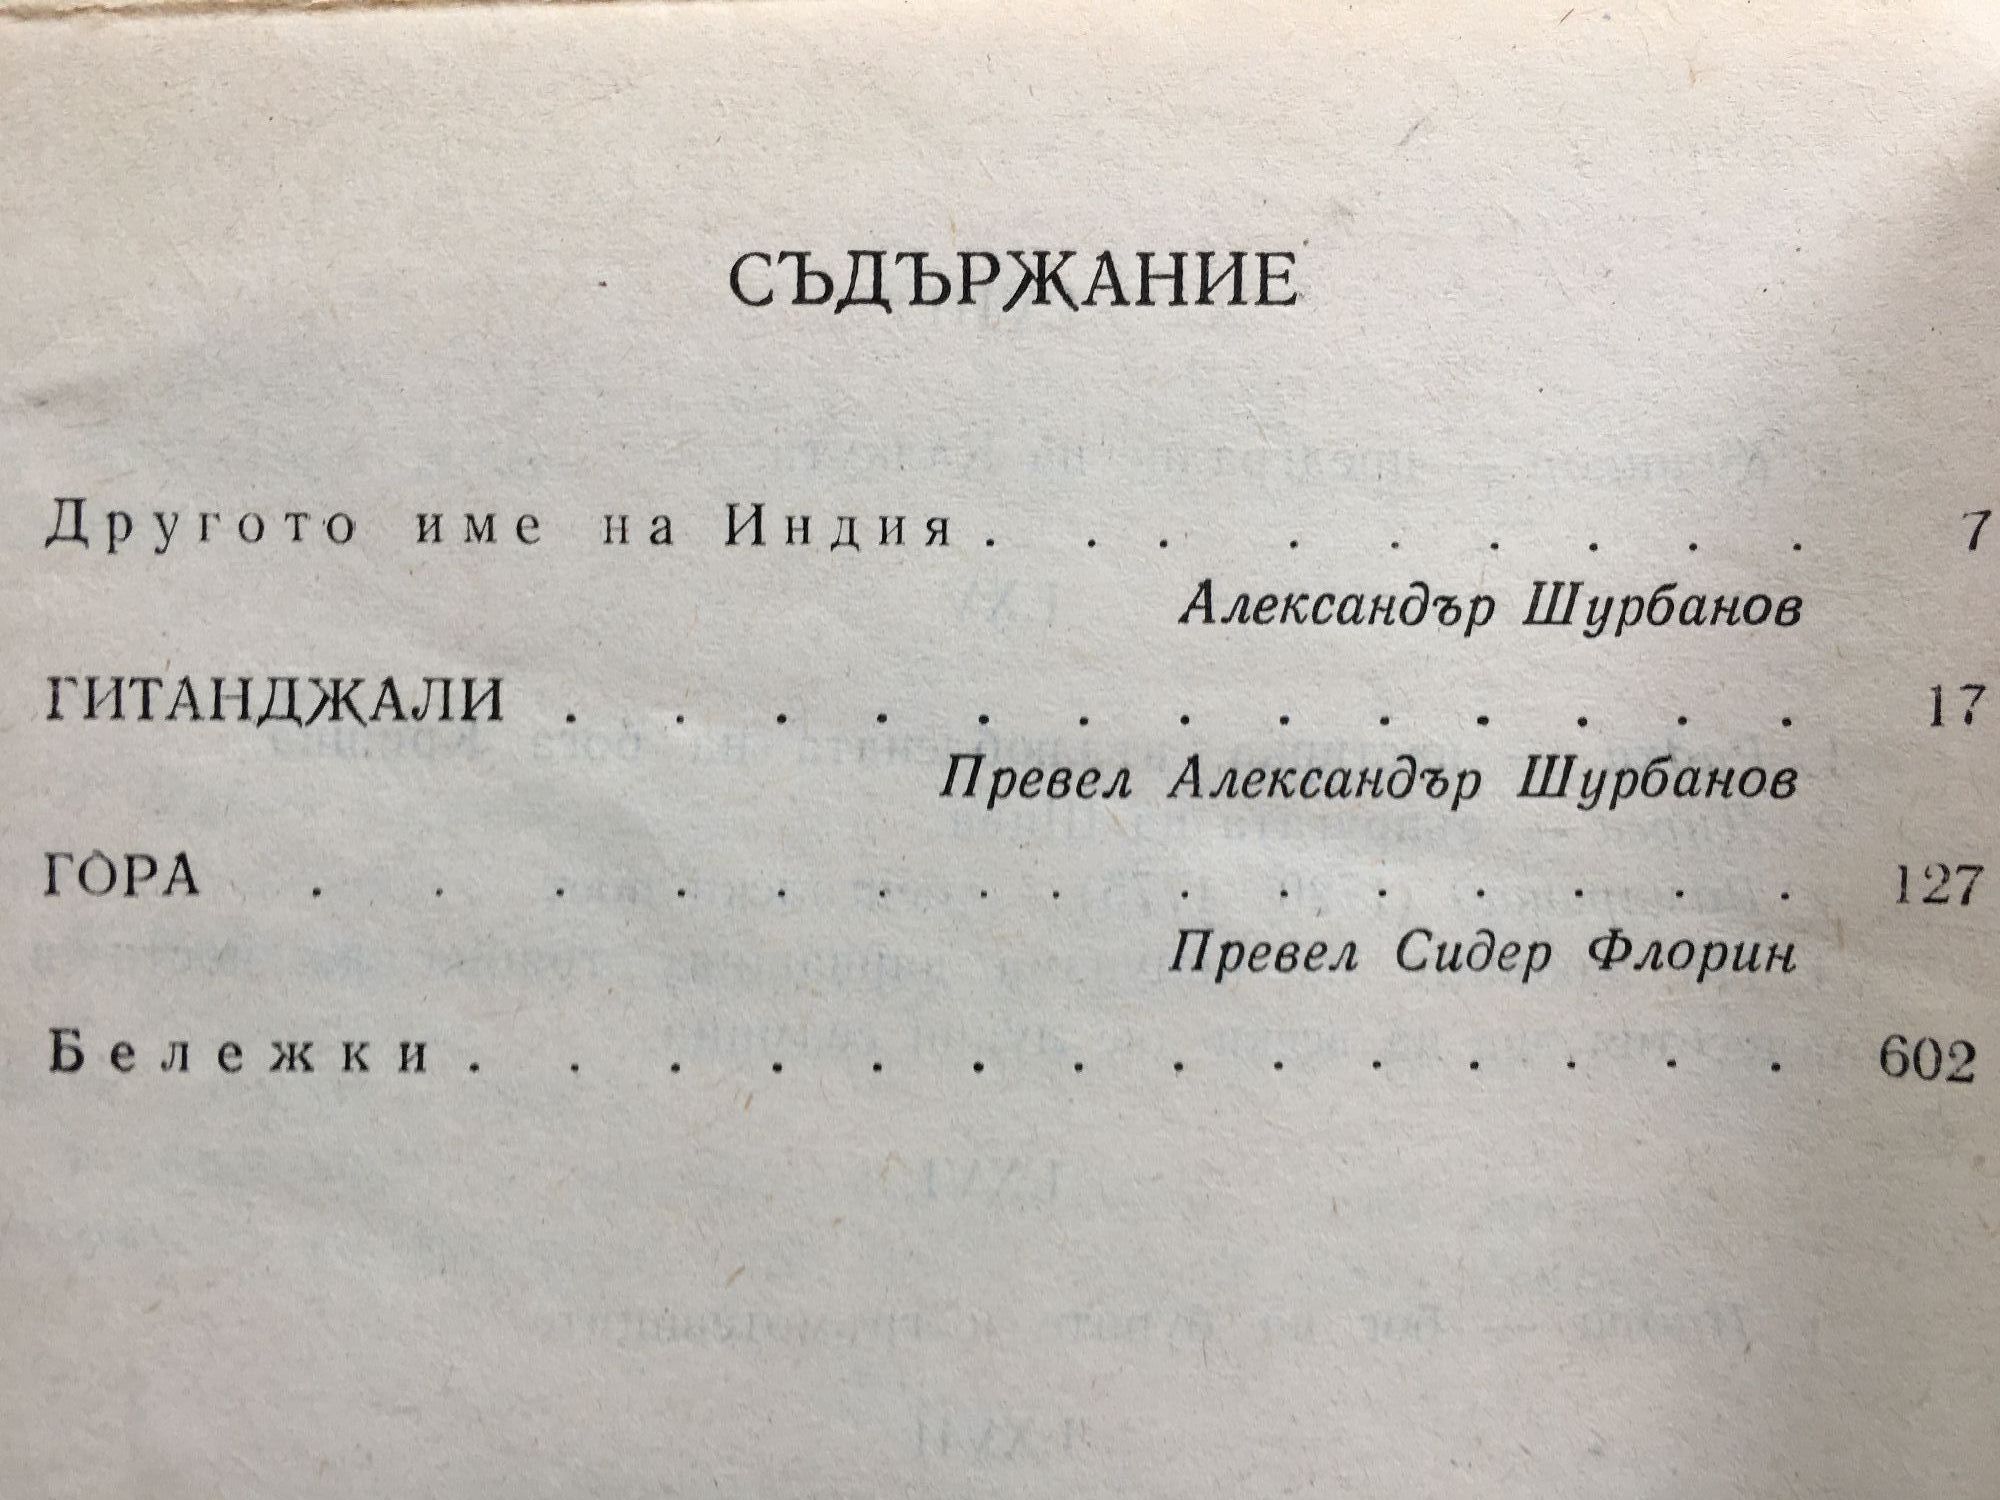 СЪДЪРЖАНИЕ
Другото име на Индия . . . . . . . . . 7
Александър Шурбанов
ГИТАНДЖАЛИ . . . . . . . . . . . . . 17
Превел Александър Шурбанов
ГОРА . . . . . . . . . . . . . . 127
Превел Сидер Флорин
Бележки . . . . . . . . . . . . . . 602